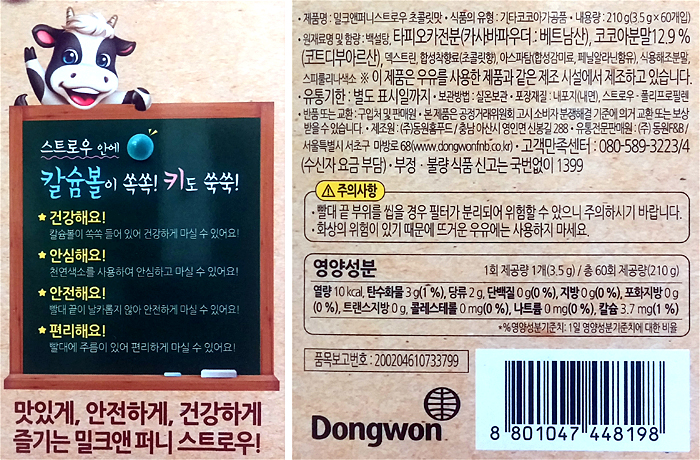 스트로우 안에
칼슘볼이 쏙쏙! 키도 쑥쑥!
건강해요!
칼슘볼이 쏙쏙 들어 있어 건강하게 마실 수 있어요!
안심해요!
천연색소를 사용하여 안심하고 마실 수 있어요!
안전해요!
빨대 끝이 날카롭지 않아 안전하게 마실 수 있어요!
편리해요!
빨대에 주름이 있어 편리하게 마실 수 있어요!
맛있게, 안전하게, 건강하게
즐기는 밀크앤 퍼니 스트로우!
• 제품명 : 밀크앤퍼니스트로우 초콜릿맛 • 식품의 유형 : 기타코코아가공품 • 내용량 : 210 g(3.5 g×60개입)
• 원재료명 및 함량 : 백설탕, 타피오카전분(카사바파우더 : 베트남산), 코코아분말12.9 %
(코트디부아르산), 덱스트린, 합성착향료(초콜릿향), 아스파탐(합성감미료, 페닐알라닌함유), 식용해조분말,
스피룰리나색소 ※ 이 제품은 우유를 사용한 제품과 같은 제조 시설에서 제조하고 있습니다.
• 유통기한 : 별도 표시일까지 • 보관방법 : 실온보관 • 포장재질 : 내포지(내면), 스트로우 - 폴리프로필렌
• 반품 또는 교환 : 구입처 및 판매원 • 본 제품은 공정거래위원회 고시 소비자 분쟁해결 기준에 의거 교환 또는 보상
받을 수 있습니다. • 제조원 : (주)동원홈푸드 / 충남 아산시 영인면 신봉길 288 • 유통전문판매원 : (주) 동원F&B /
서울특별시 서초구 마방로 68(www.dongwonfnb.co.kr) • 고객만족센터 : 080-589-3223/4
(수신자 요금 부담) • 부정 · 불량 식품 신고는 국번없이 1399
주의사항
• 빨대 끝 부위를 씹을 경우 필터가 분리되어 위험할 수 있으니 주의하시기 바랍니다.
• 화상의 위험이 있기 때문에 뜨거운 우유에는 사용하지 마세요.
영양성분 1회 제공량 1개(3.5 g) / 총 60회 제공량(210 g)
열량 10 kcal, 탄수화물 3 g(1 %), 당류 2 g, 단백질 0 g(0 %), 지방 0 g(0 %), 포화지방 0 g
(0 %), 트랜스지방 0 g, 콜레스테롤 0 mg(0 %), 나트륨 0 mg(0 %), 칼슘 3.7 mg(1 %)
*%영양성분기준치 : 1일 영양성분기준치에 대한 비율
품목보고번호 : 200204610733799
Dongwon
8 801047 448198